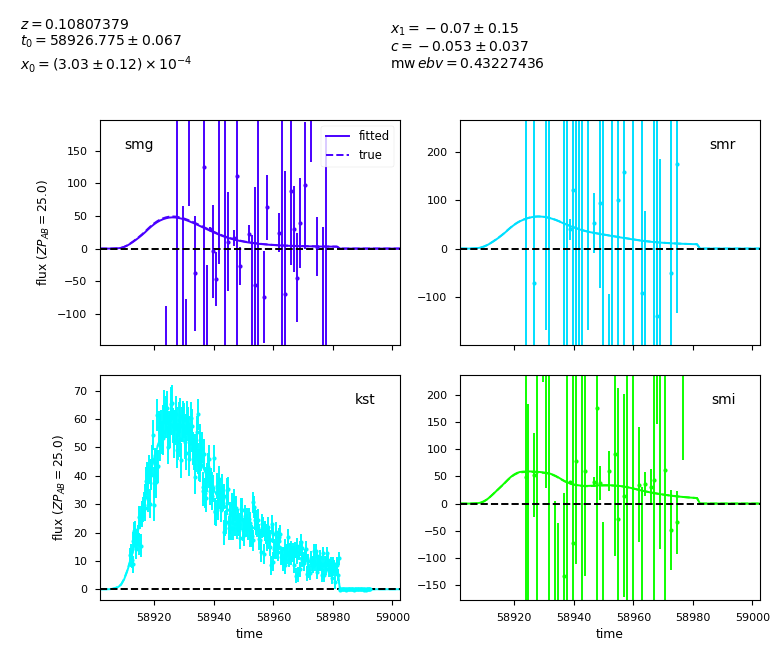 z = 0.10807379
t₀ = 58926.775 ± 0.067
x₀ = (3.03 ± 0.12) × 10⁻⁴
x₁ = −0.07 ± 0.15
c = −0.053 ± 0.037
mw ebv = 0.43227436
smg
fitted
true
150
100
50
0
−50
−100
flux (ZP_AB = 25.0)
smr
200
100
0
−100
kst
70
60
50
40
30
20
10
0
flux (ZP_AB = 25.0)
58920 58940 58960 58980 59000
time
smi
200
150
100
50
0
−50
−100
−150
58920 58940 58960 58980 59000
time